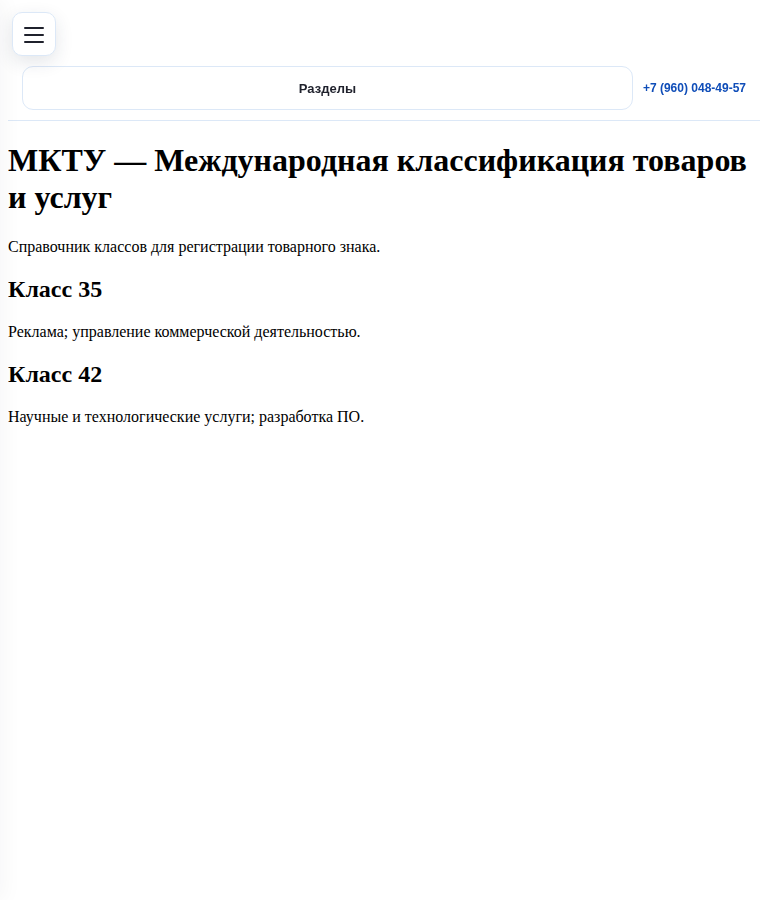 Разделы
+7 (960) 048-49-57
МКТУ — Международная классификация товаров
и услуг
Справочник классов для регистрации товарного знака.
Класс 35
Реклама; управление коммерческой деятельностью.
Класс 42
Научные и технологические услуги; разработка ПО.